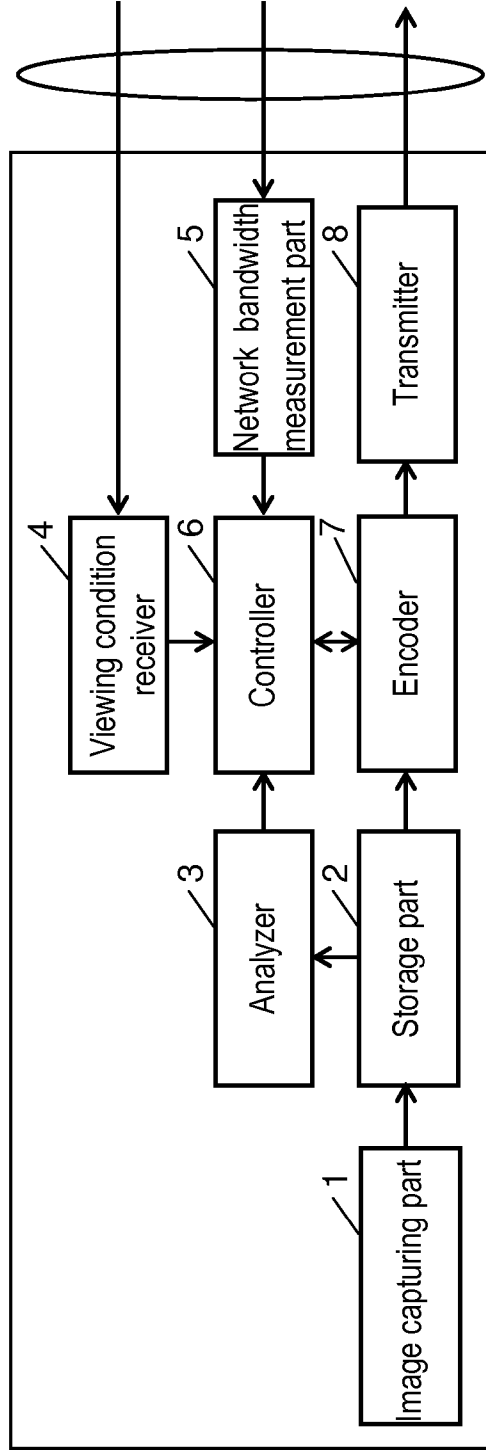 4
Viewing condition
receiver
3
Analyzer
6
Controller
5
Network bandwidth
measurement part
1
Image capturing part
2
Storage part
7
Encoder
8
Transmitter